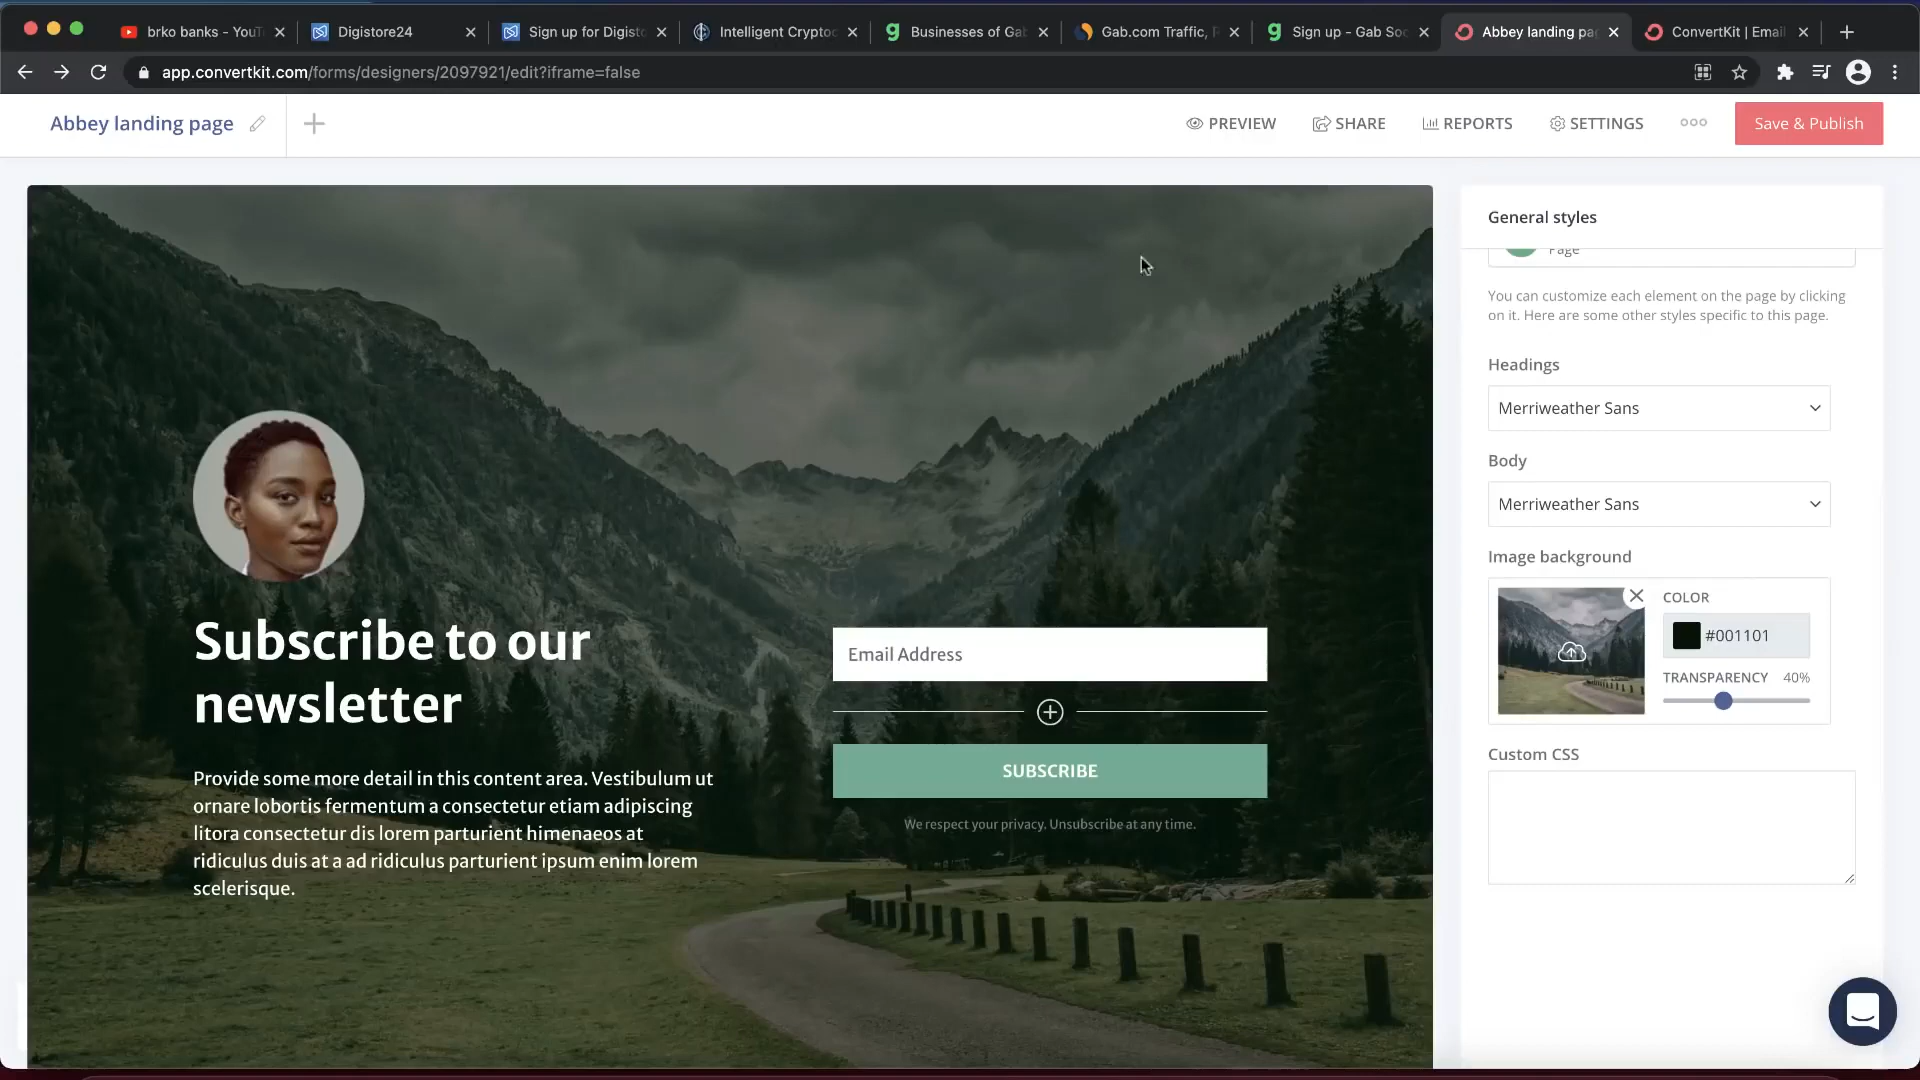 brko banks - YouT
Digistore24
Sign up for Digisto
Intelligent Cryptoc
Businesses of Gab
Gab.com Traffic, R
Sign up - Gab Soc
Abbey landing pag
ConvertKit | Email
app.convertkit.com/forms/designers/2097921/edit?iframe=false
Abbey landing page
PREVIEW
SHARE
REPORTS
SETTINGS
Save & Publish
General styles
Page
You can customize each element on the page by clicking
on it. Here are some other styles specific to this page.
Headings
Merriweather Sans
Body
Merriweather Sans
Image background
COLOR
#001101
TRANSPARENCY 40%
Custom CSS
Subscribe to our
newsletter
Provide some more detail in this content area. Vestibulum ut
ornare lobortis fermentum a consectetur etiam adipiscing
litora consectetur dis lorem parturient himenaeos at
ridiculus duis at a ad ridiculus parturient ipsum enim lorem
scelerisque.
Email Address
SUBSCRIBE
We respect your privacy. Unsubscribe at any time.